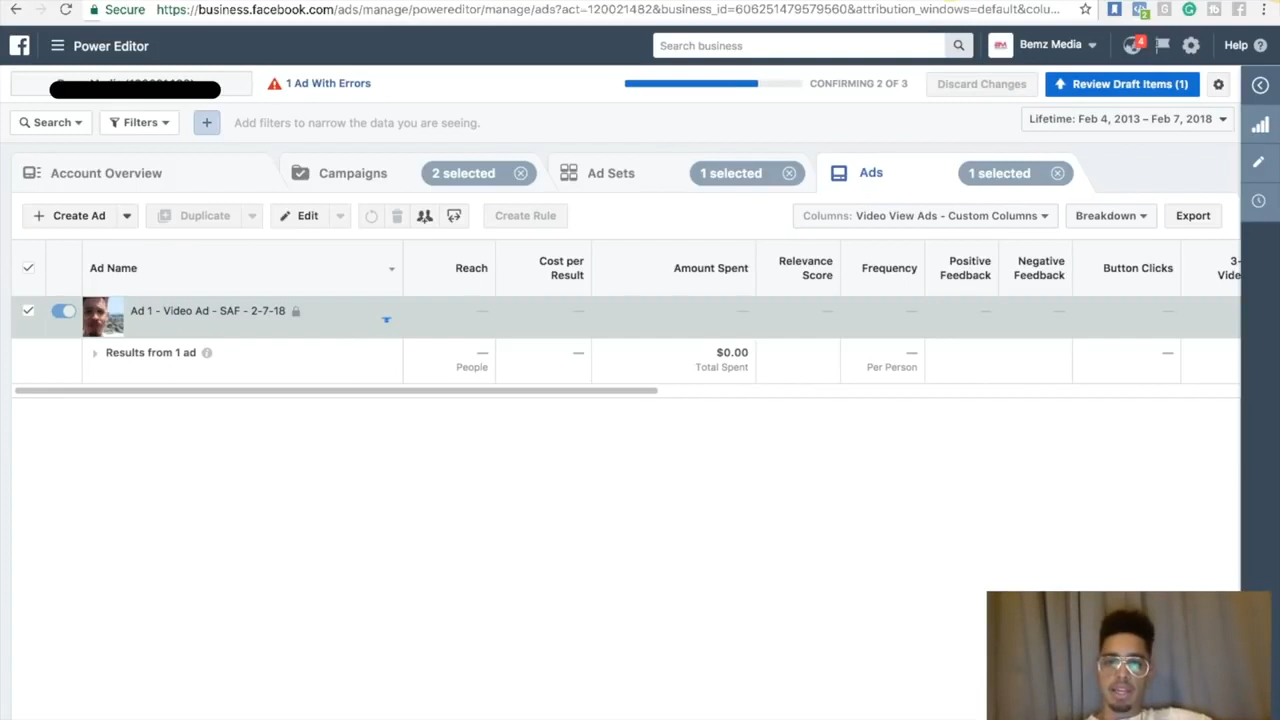 Secure https://business.facebook.com/ads/manage/powereditor/manage/ads?act=120021482&business_id=606251479579560&attribution_windows=default&colu...
2
Power Editor
Search business
Bemz Media
4
Help
1 Ad With Errors
CONFIRMING 2 OF 3
Discard Changes
Review Draft Items (1)
Search
Filters
+
Add filters to narrow the data you are seeing.
Lifetime: Feb 4, 2013 – Feb 7, 2018
Account Overview
Campaigns
2 selected
Ad Sets
1 selected
Ads
1 selected
Create Ad
Duplicate
Edit
Create Rule
Columns: Video View Ads - Custom Columns
Breakdown
Export
Ad Name
Reach
Cost per
Result
Amount Spent
Relevance
Score
Frequency
Positive
Feedback
Negative
Feedback
Button Clicks
3-
Vide
Ad 1 - Video Ad - SAF - 2-7-18
— — — — — — — —
Results from 1 ad
—
People
—
$0.00
Total Spent
—
Per Person
—